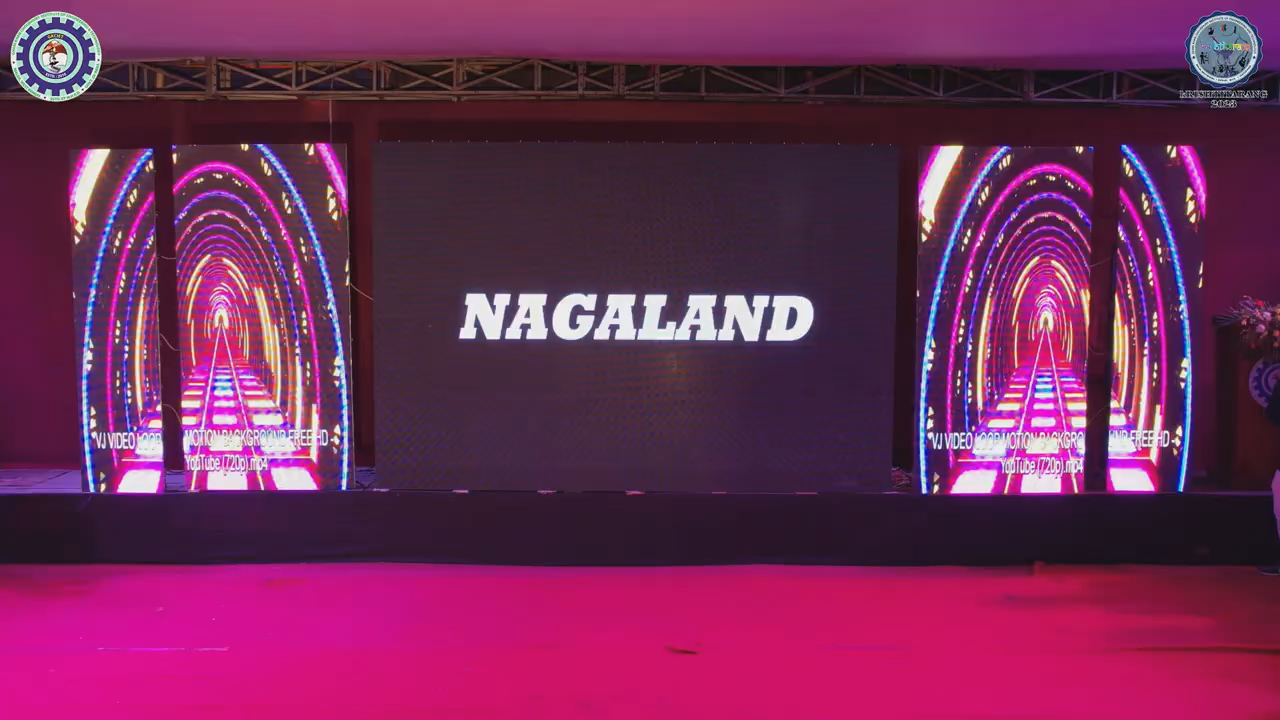 NAGALAND
VJ VIDEO LOOP MOTION BACKGROUND FREE HD -
YouTube (720p).mp4
VJ VIDEO LOOP MOTION BACKGROUND FREE HD -
YouTube (720p).mp4
2023